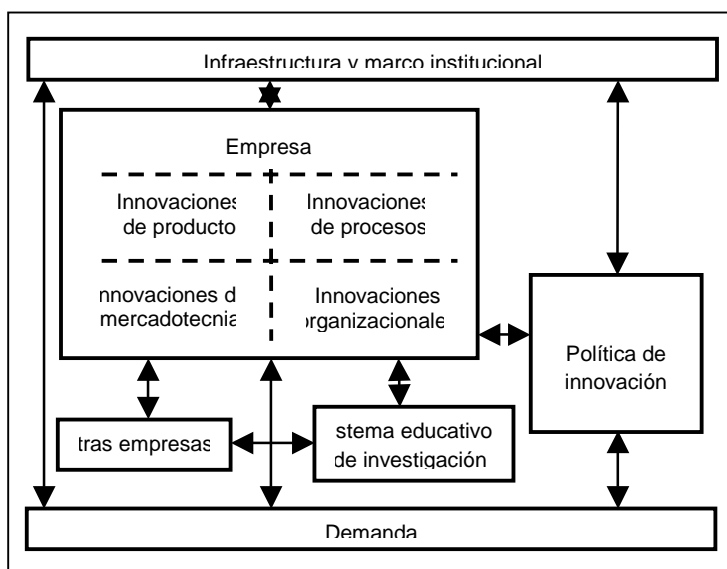 Infraestructura y marco institucional
Empresa
Innovaciones
de producto
Innovaciones
de procesos
nnovaciones d
mercadotecnia
Innovaciones
organizacionale
Política de
innovación
tras empresas
stema educativo
de investigación
Demanda